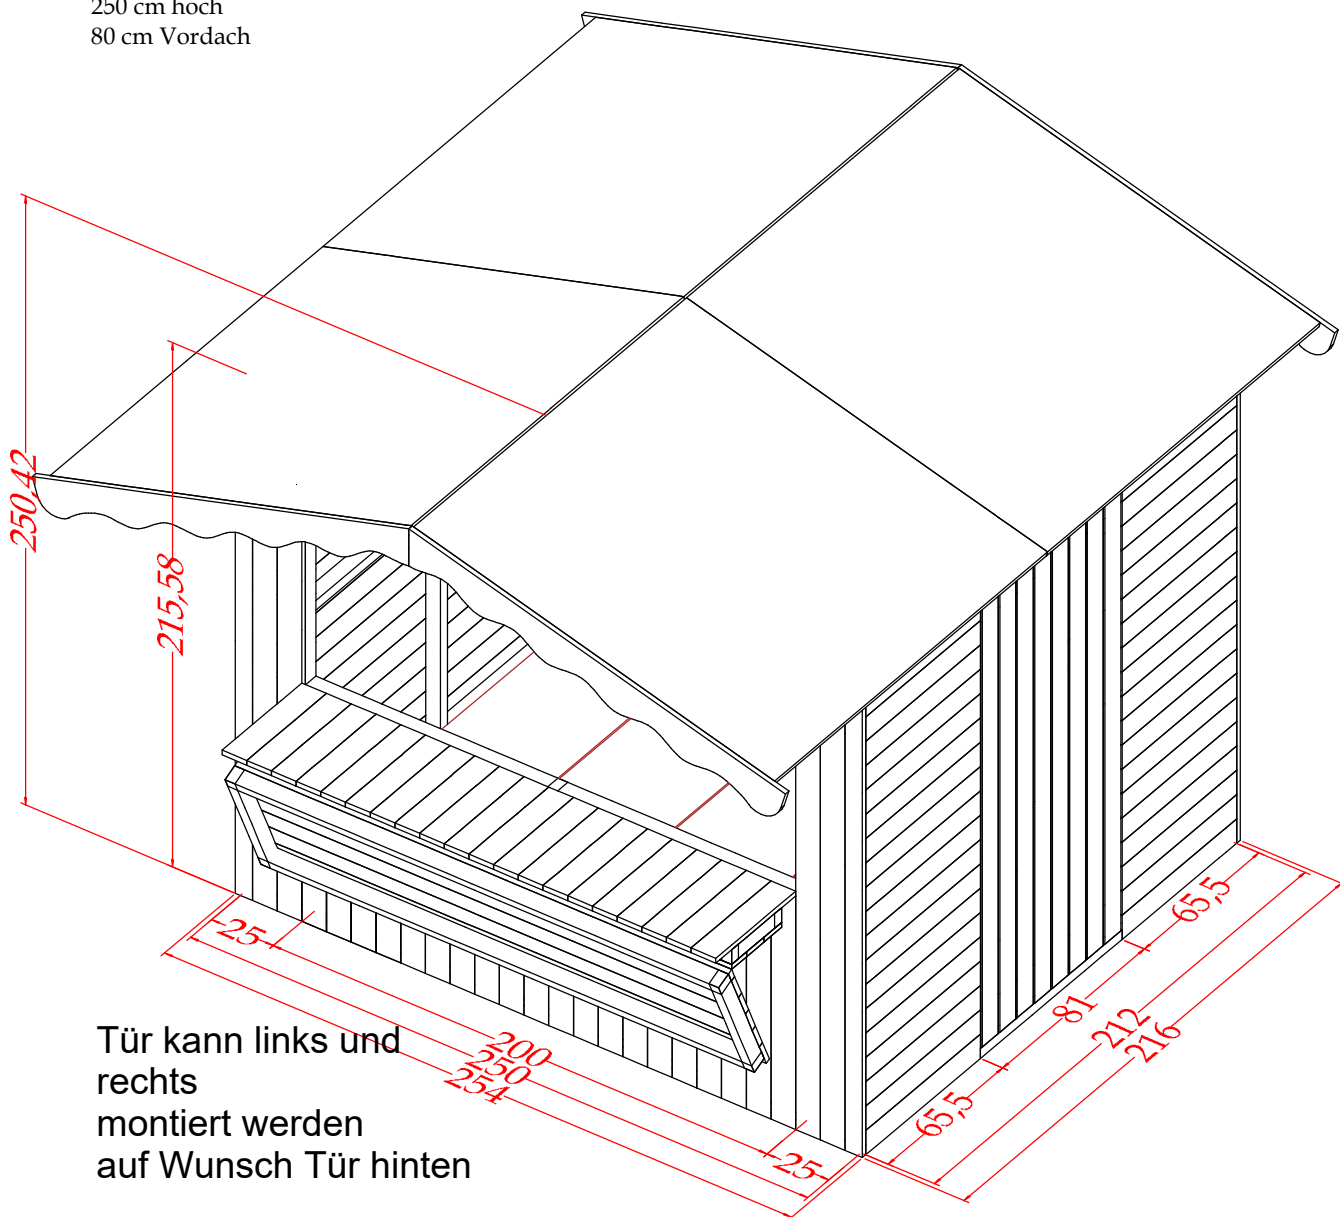 250 cm hoch
80 cm Vordach
250,42
215,58
25
200
250
254
25
65,5
81
212
216
65,5
Tür kann links und
rechts
montiert werden
auf Wunsch Tür hinten